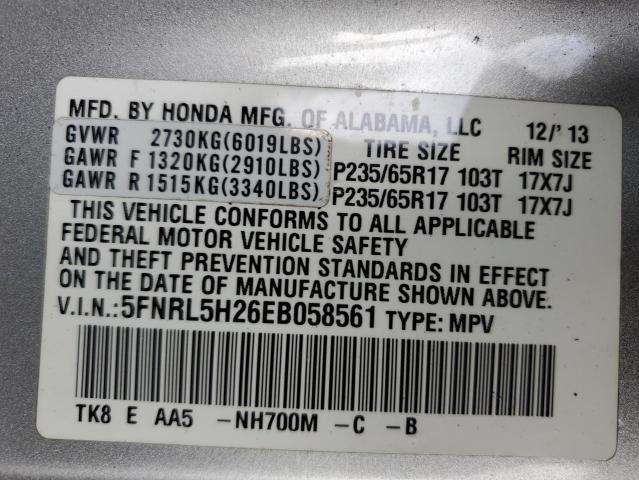 MFD. BY HONDA MFG. OF ALABAMA, LLC 12/'13
GVWR 2730KG(6019LBS) TIRE SIZE RIM SIZE
GAWR F 1320KG(2910LBS) P235/65R17 103T 17X7J
GAWR R 1515KG(3340LBS) P235/65R17 103T 17X7J
THIS VEHICLE CONFORMS TO ALL APPLICABLE
FEDERAL MOTOR VEHICLE SAFETY
AND THEFT PREVENTION STANDARDS IN EFFECT
ON THE DATE OF MANUFACTURE SHOWN ABOVE.
V.I.N.:5FNRL5H26EB058561 TYPE: MPV
TK8 E AA5 -NH700M -C -B